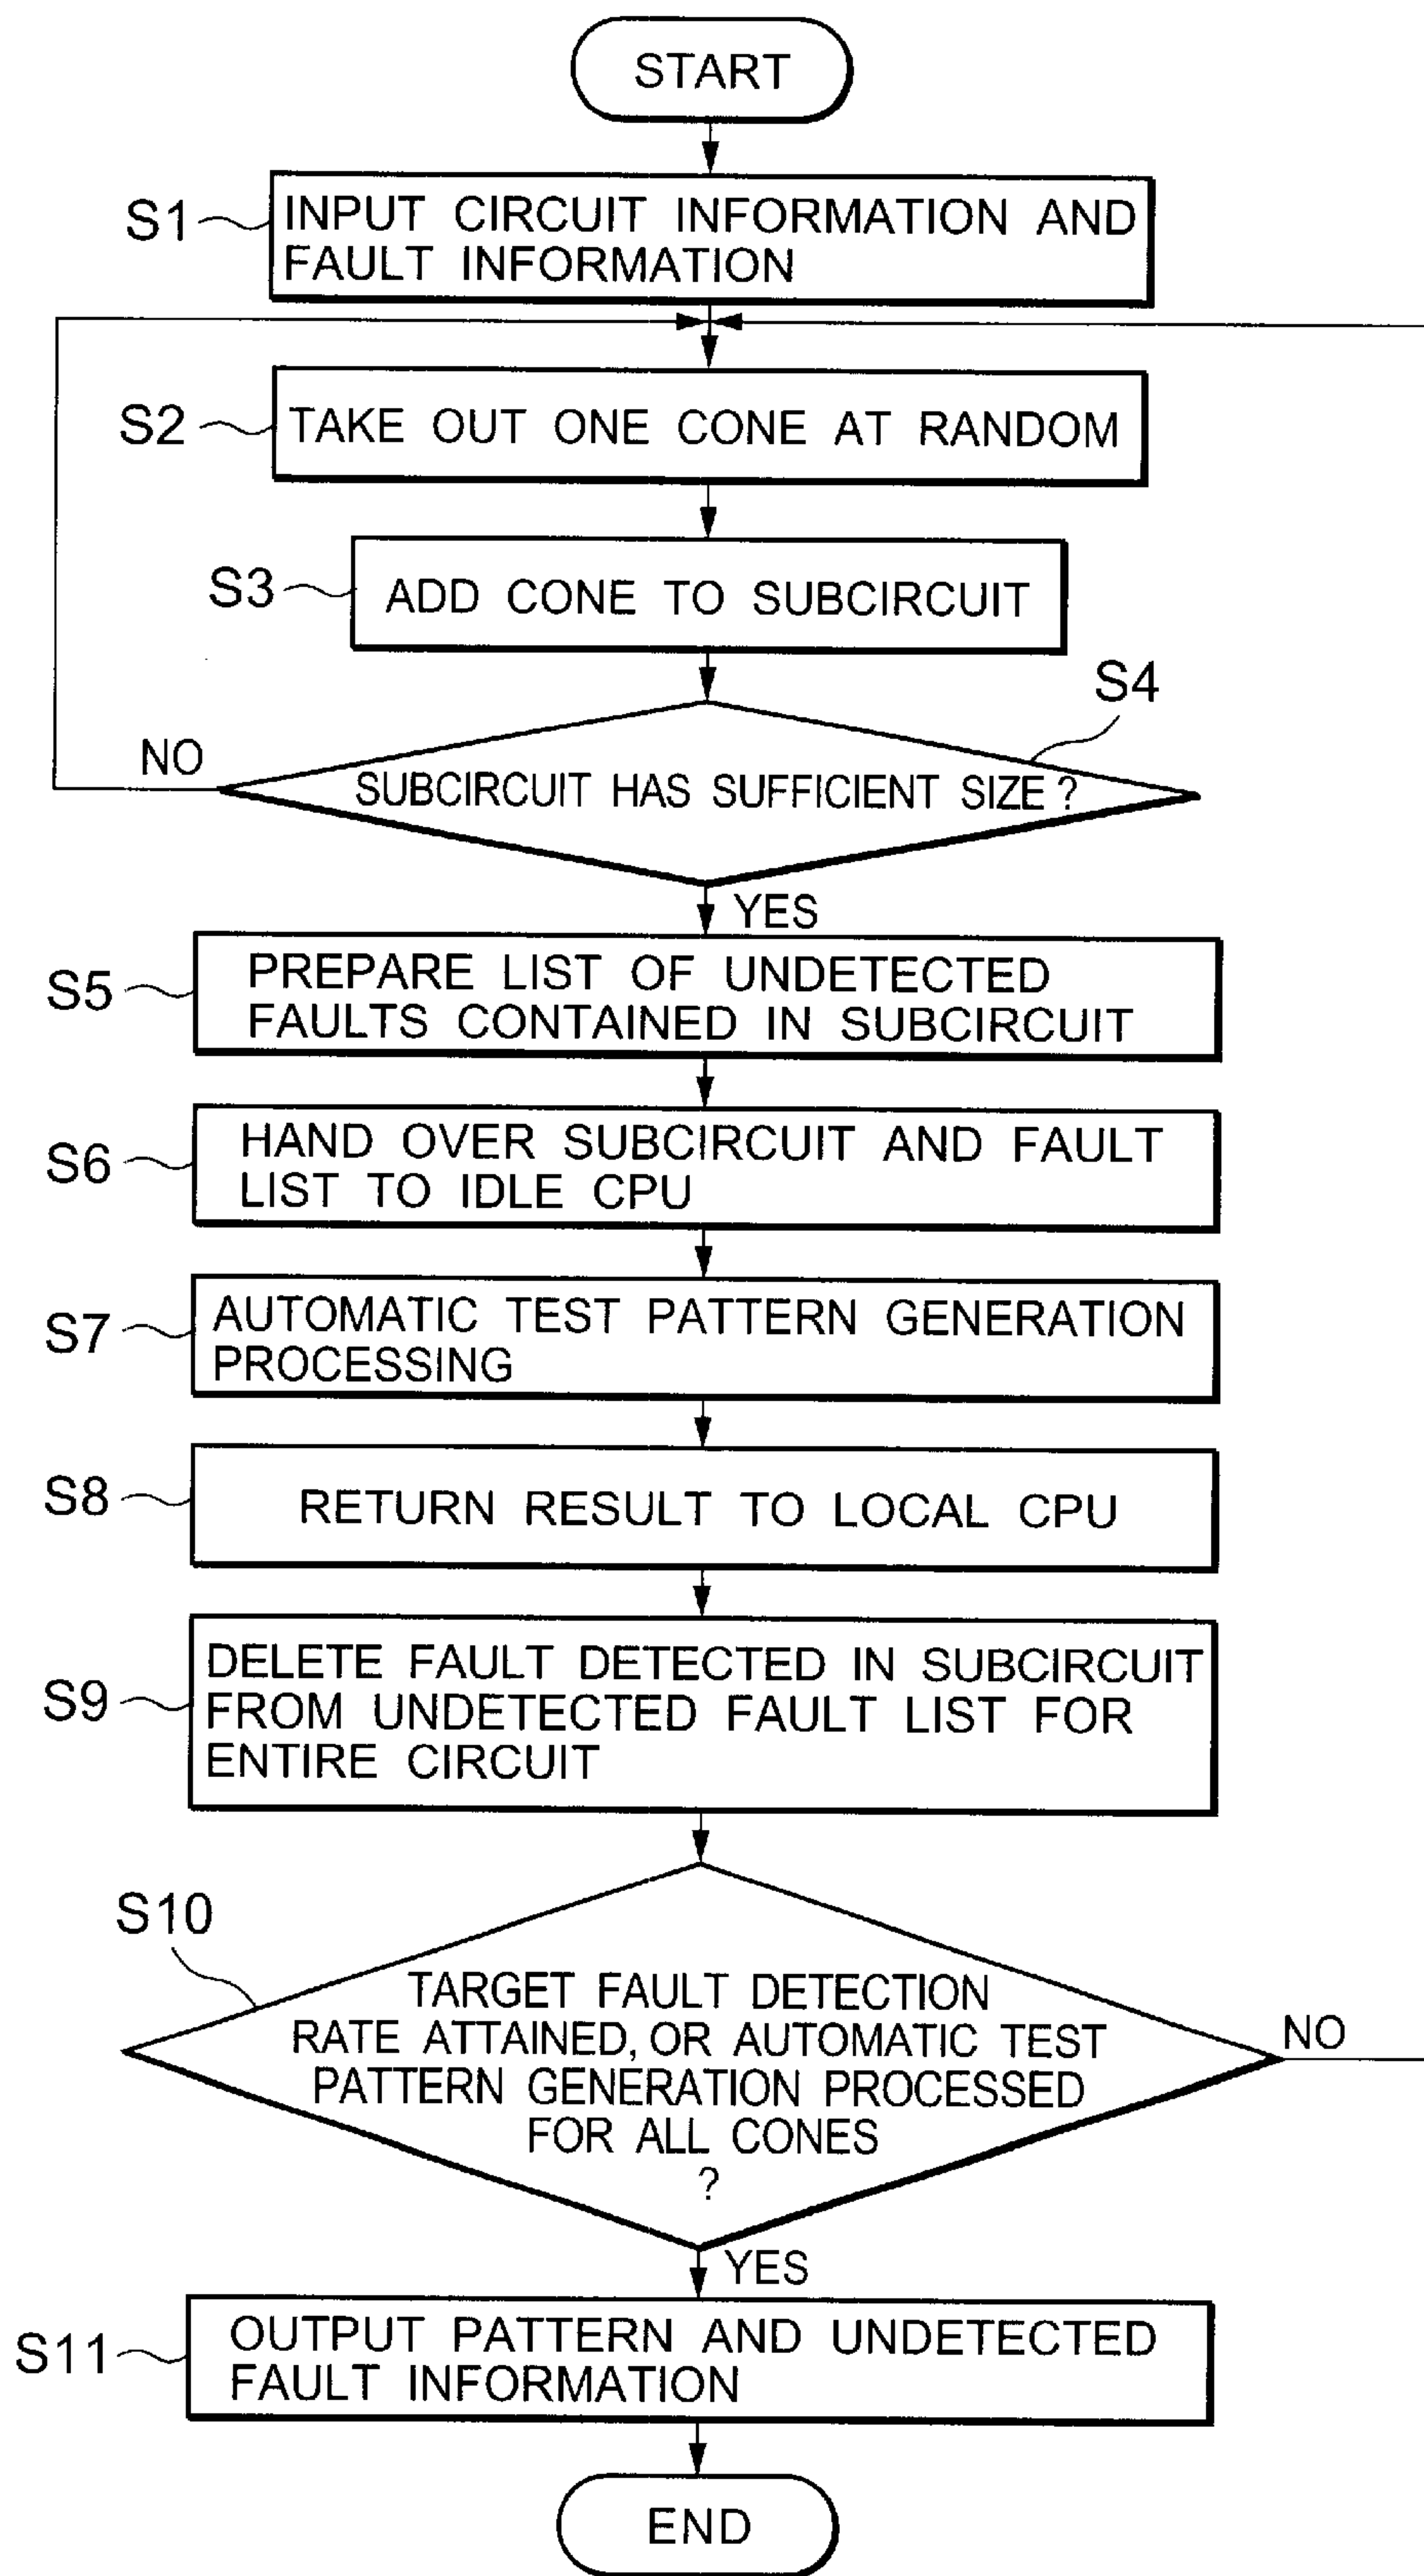 START
S1
INPUT CIRCUIT INFORMATION AND
FAULT INFORMATION
S2
TAKE OUT ONE CONE AT RANDOM
S3
ADD CONE TO SUBCIRCUIT
S4
NO
SUBCIRCUIT HAS SUFFICIENT SIZE ?
YES
S5
PREPARE LIST OF UNDETECTED
FAULTS CONTAINED IN SUBCIRCUIT
S6
HAND OVER SUBCIRCUIT AND FAULT
LIST TO IDLE CPU
S7
AUTOMATIC TEST PATTERN GENERATION
PROCESSING
S8
RETURN RESULT TO LOCAL CPU
S9
DELETE FAULT DETECTED IN SUBCIRCUIT
FROM UNDETECTED FAULT LIST FOR
ENTIRE CIRCUIT
S10
TARGET FAULT DETECTION
RATE ATTAINED, OR AUTOMATIC TEST
PATTERN GENERATION PROCESSED
FOR ALL CONES
?
NO
YES
S11
OUTPUT PATTERN AND UNDETECTED
FAULT INFORMATION
END